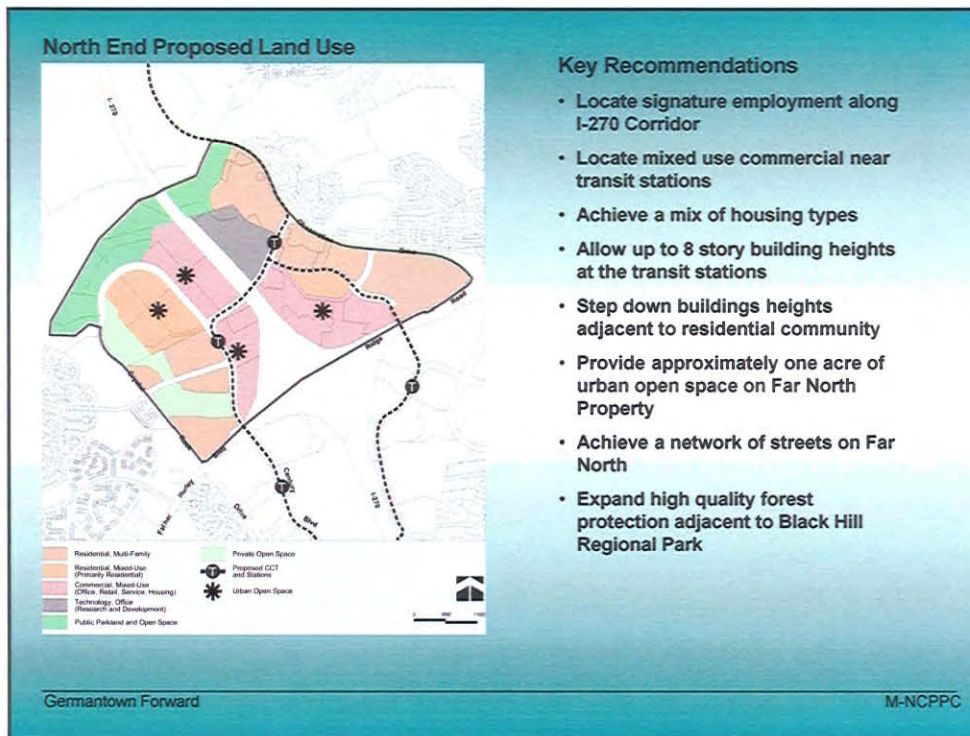 North End Proposed Land Use
I-270
Road
Ridge
Father
Hurley
Drive
Blvd
I-270
Residential, Multi-Family
Residential, Mixed-Use
(Primarily Residential)
Commercial, Mixed-Use
(Office, Retail, Service, Housing)
Technology, Office
(Research and Development)
Public Parkland and Open Space
Private Open Space
T
Proposed CCT
and Stations
Urban Open Space
Key Recommendations
• Locate signature employment along
I-270 Corridor
• Locate mixed use commercial near
transit stations
• Achieve a mix of housing types
• Allow up to 8 story building heights
at the transit stations
• Step down buildings heights
adjacent to residential community
• Provide approximately one acre of
urban open space on Far North
Property
• Achieve a network of streets on Far
North
• Expand high quality forest
protection adjacent to Black Hill
Regional Park
Germantown Forward
M-NCPPC